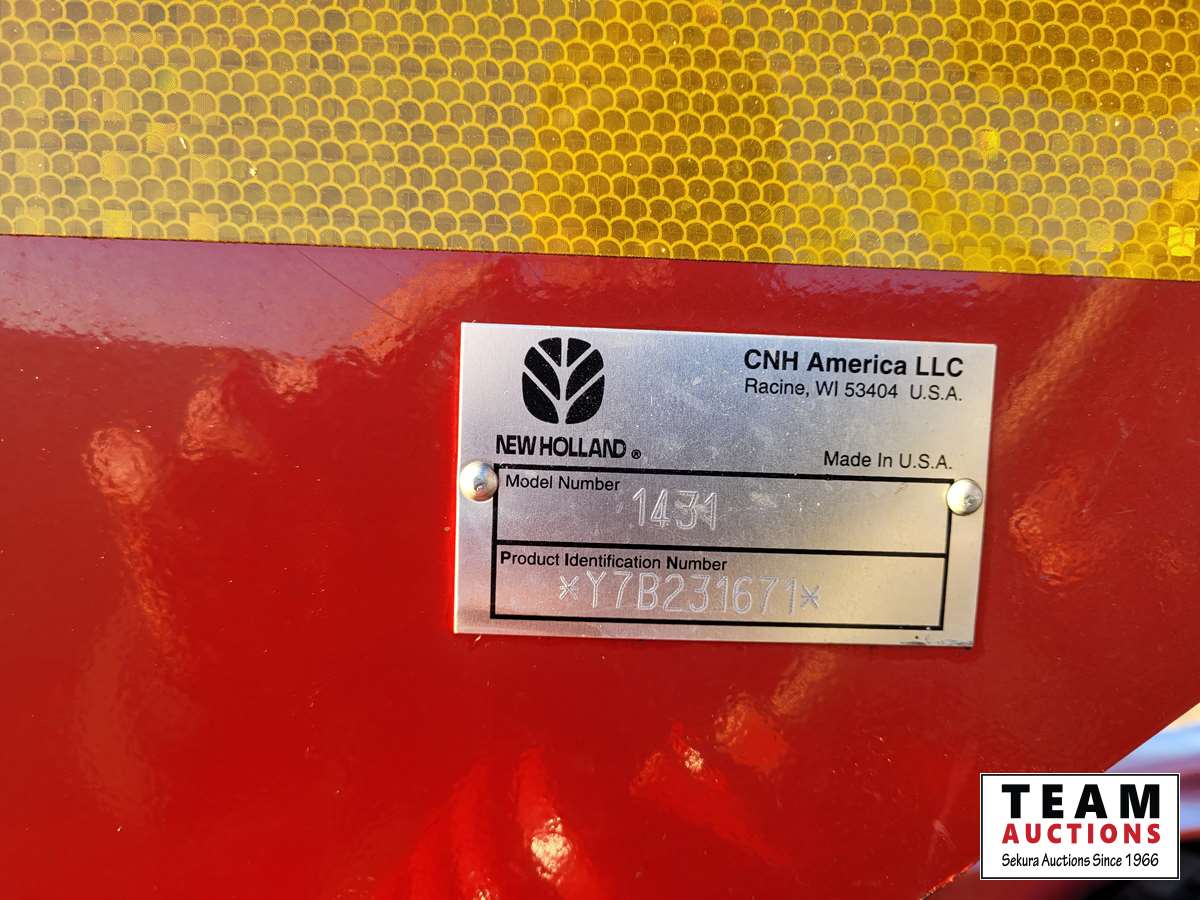 CNH America LLC
Racine, WI 53404 U.S.A.
NEW HOLLAND ®
Made In U.S.A.
Model Number
1431
Product Identification Number
*Y7B231671*
TEAM
AUCTIONS
Sekura Auctions Since 1966